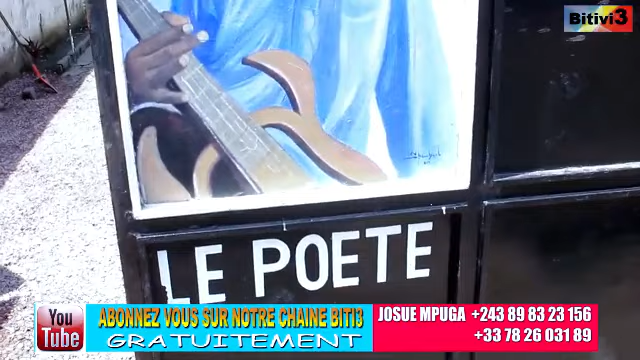 Bitivi3
LE POETE
You
Tube
ABONNEZ VOUS SUR NOTRE CHAINE BITI3
GRATUITEMENT
JOSUE MPUGA +243 89 83 23 156
+33 78 26 031 89